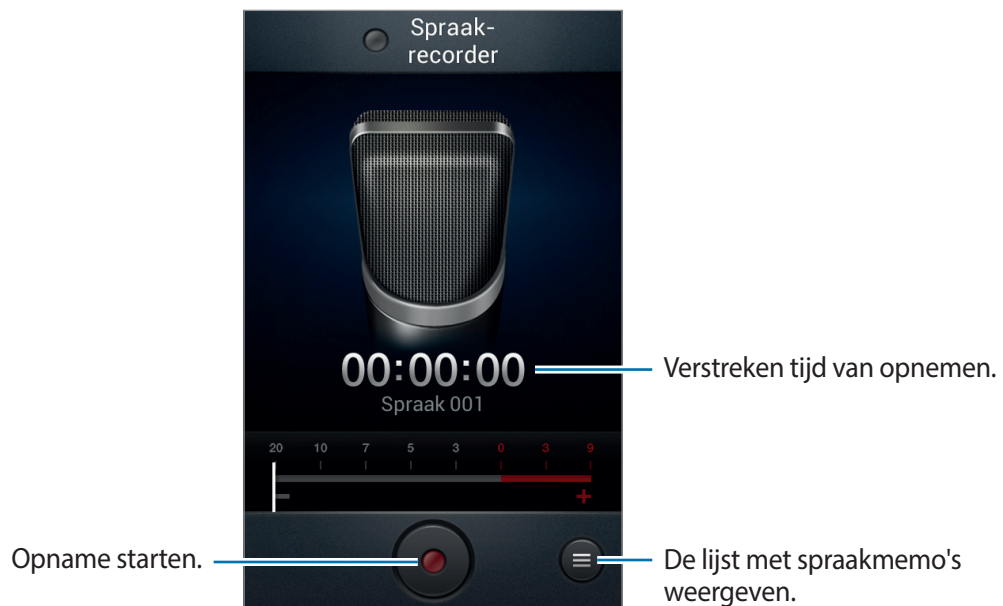 Spraak-
recorder
00:00:00
Verstreken tijd van opnemen.
Spraak 001
20 10 7 5 3 0 3 9
- +
Opname starten.
De lijst met spraakmemo's
weergeven.